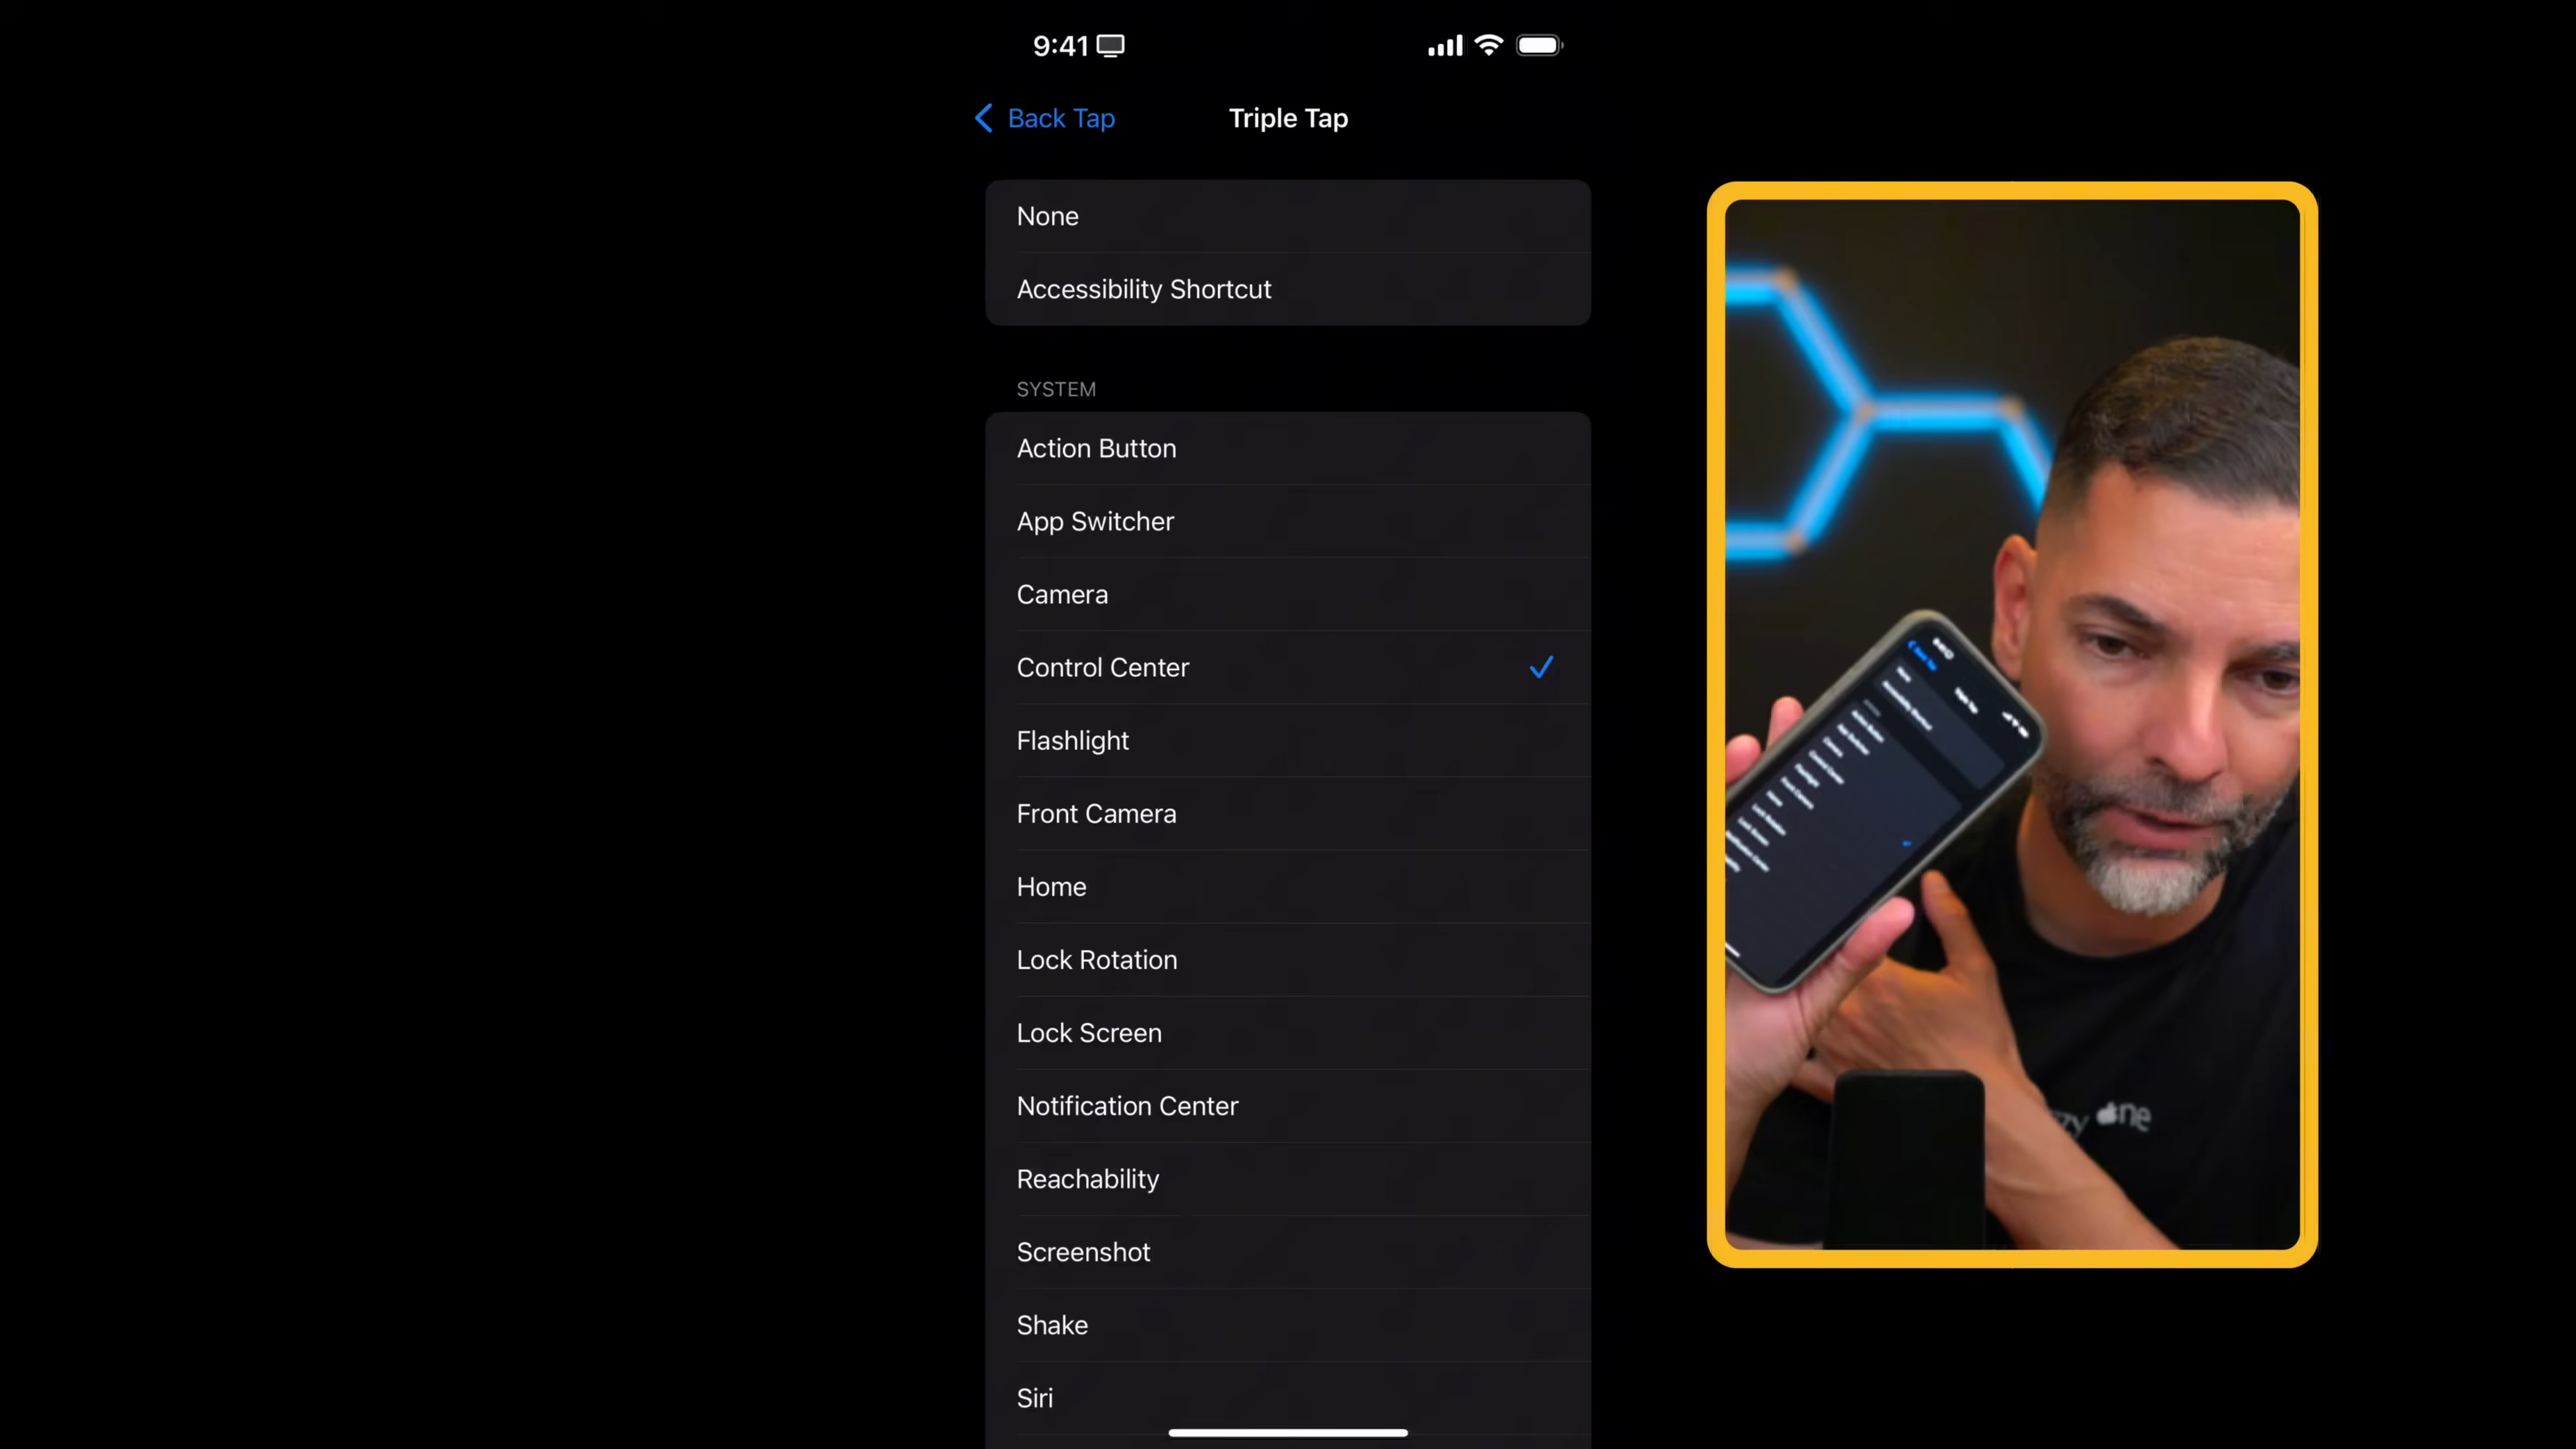 9:41
Back Tap
Triple Tap
None
Accessibility Shortcut
SYSTEM
Action Button
App Switcher
Camera
Control Center
Flashlight
Front Camera
Home
Lock Rotation
Lock Screen
Notification Center
Reachability
Screenshot
Shake
Siri